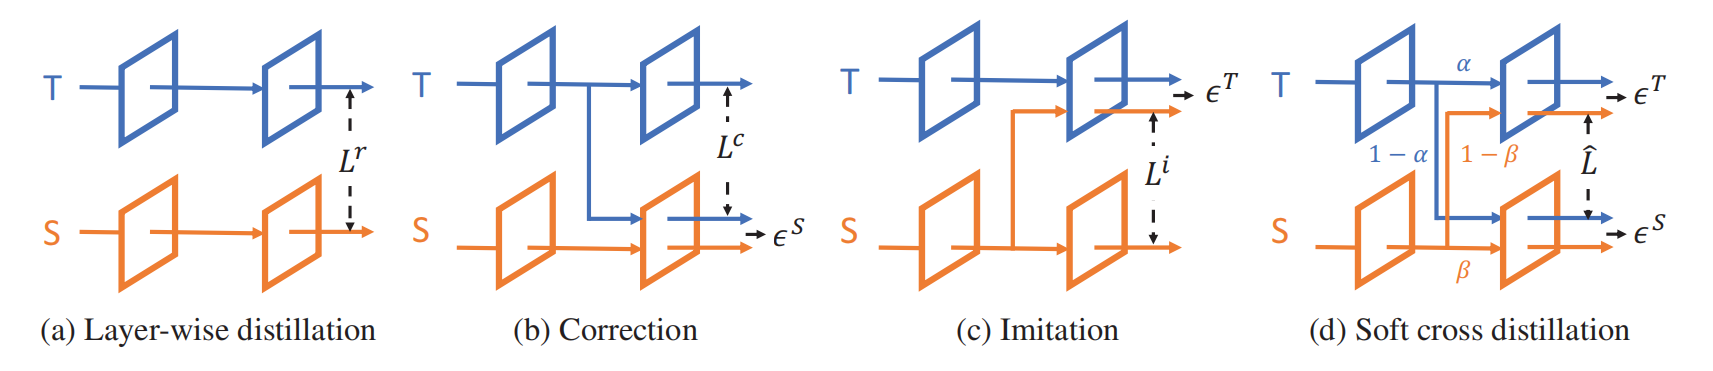 T
S
L^r
(a) Layer-wise distillation
T
S
L^c
ϵ^S
(b) Correction
T
S
ϵ^T
L^i
(c) Imitation
T
S
α
1 − α
1 − β
β
ϵ^T
L̂
ϵ^S
(d) Soft cross distillation